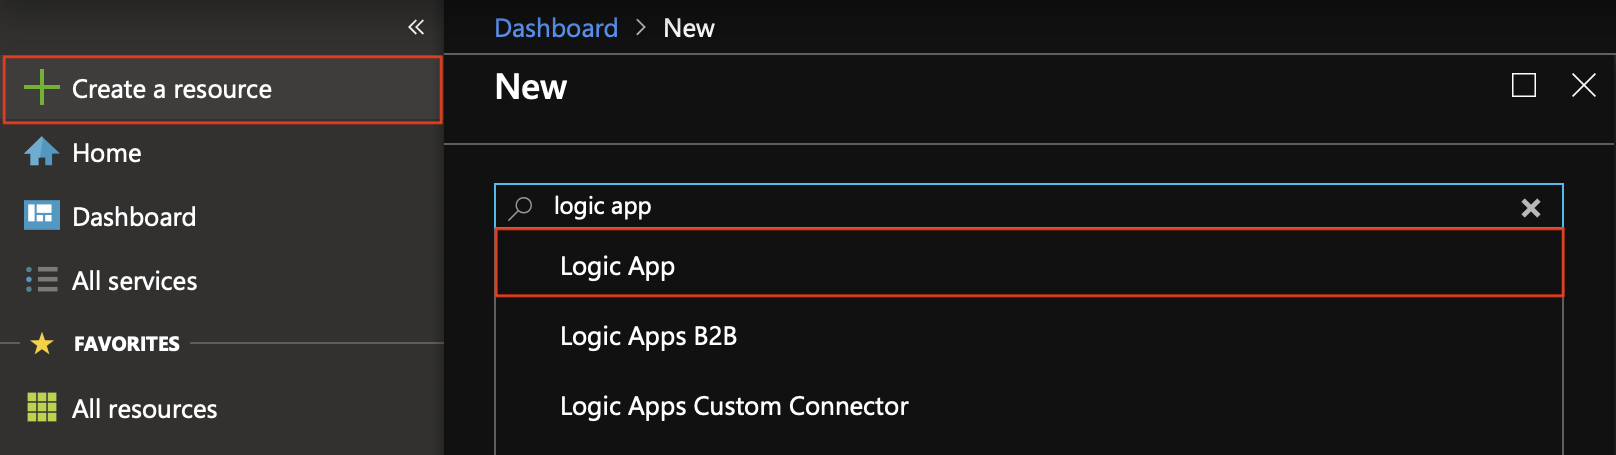 Create a resource
Home
Dashboard
All services
FAVORITES
All resources
Dashboard > New
New
logic app
Logic App
Logic Apps B2B
Logic Apps Custom Connector